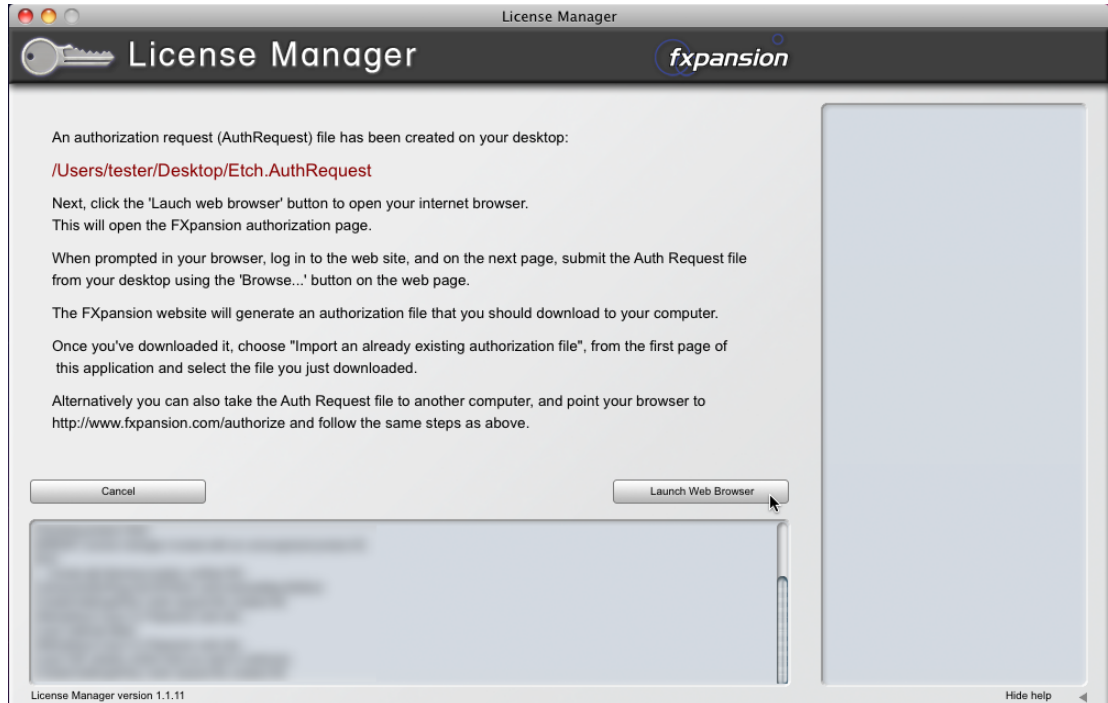 License Manager
License Manager
fxpansion
An authorization request (AuthRequest) file has been created on your desktop:
/Users/tester/Desktop/Etch.AuthRequest
Next, click the 'Lauch web browser' button to open your internet browser.
This will open the FXpansion authorization page.
When prompted in your browser, log in to the web site, and on the next page, submit the Auth Request file
from your desktop using the 'Browse...' button on the web page.
The FXpansion website will generate an authorization file that you should download to your computer.
Once you've downloaded it, choose "Import an already existing authorization file", from the first page of
this application and select the file you just downloaded.
Alternatively you can also take the Auth Request file to another computer, and point your browser to
http://www.fxpansion.com/authorize and follow the same steps as above.
Cancel
Launch Web Browser
License Manager version 1.1.11
Hide help